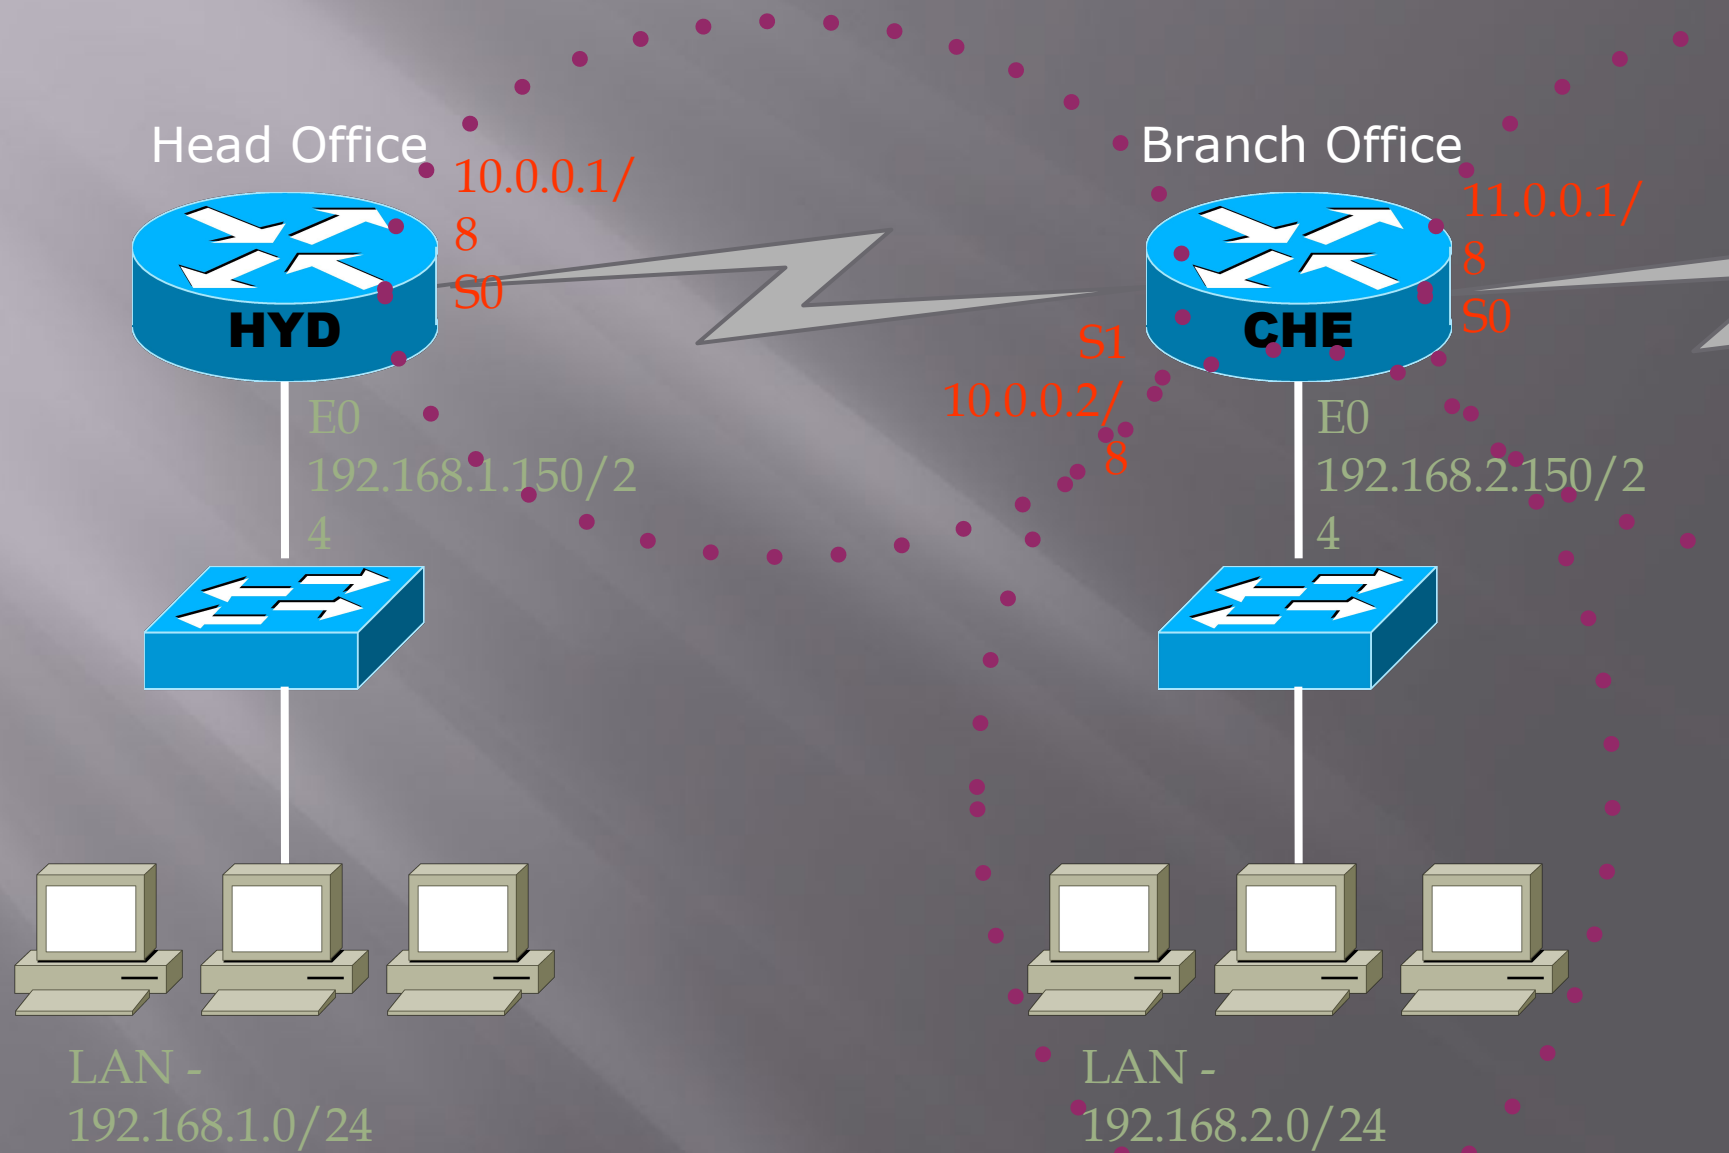 Head Office
10.0.0.1/
8
S0
HYD
E0
192.168.1.150/2
4
LAN -
192.168.1.0/24
Branch Office
11.0.0.1/
8
S0
CHE
S1
10.0.0.2/
8
E0
192.168.2.150/2
4
LAN -
192.168.2.0/24